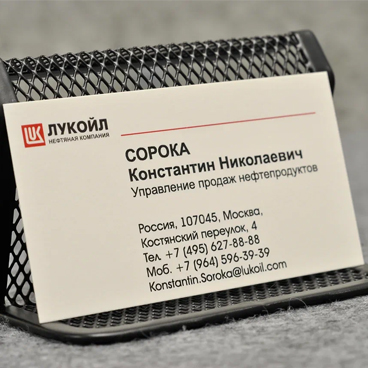 LUK ЛУКОЙЛ
НЕФТЯНАЯ КОМПАНИЯ
СОРОКА
Константин Николаевич
Управление продаж нефтепродуктов
Россия, 107045, Москва,
Костянский переулок, 4
Тел. +7 (495) 627-88-88
Моб. +7 (964) 596-39-39
Konstantin.Soroka@lukoil.com